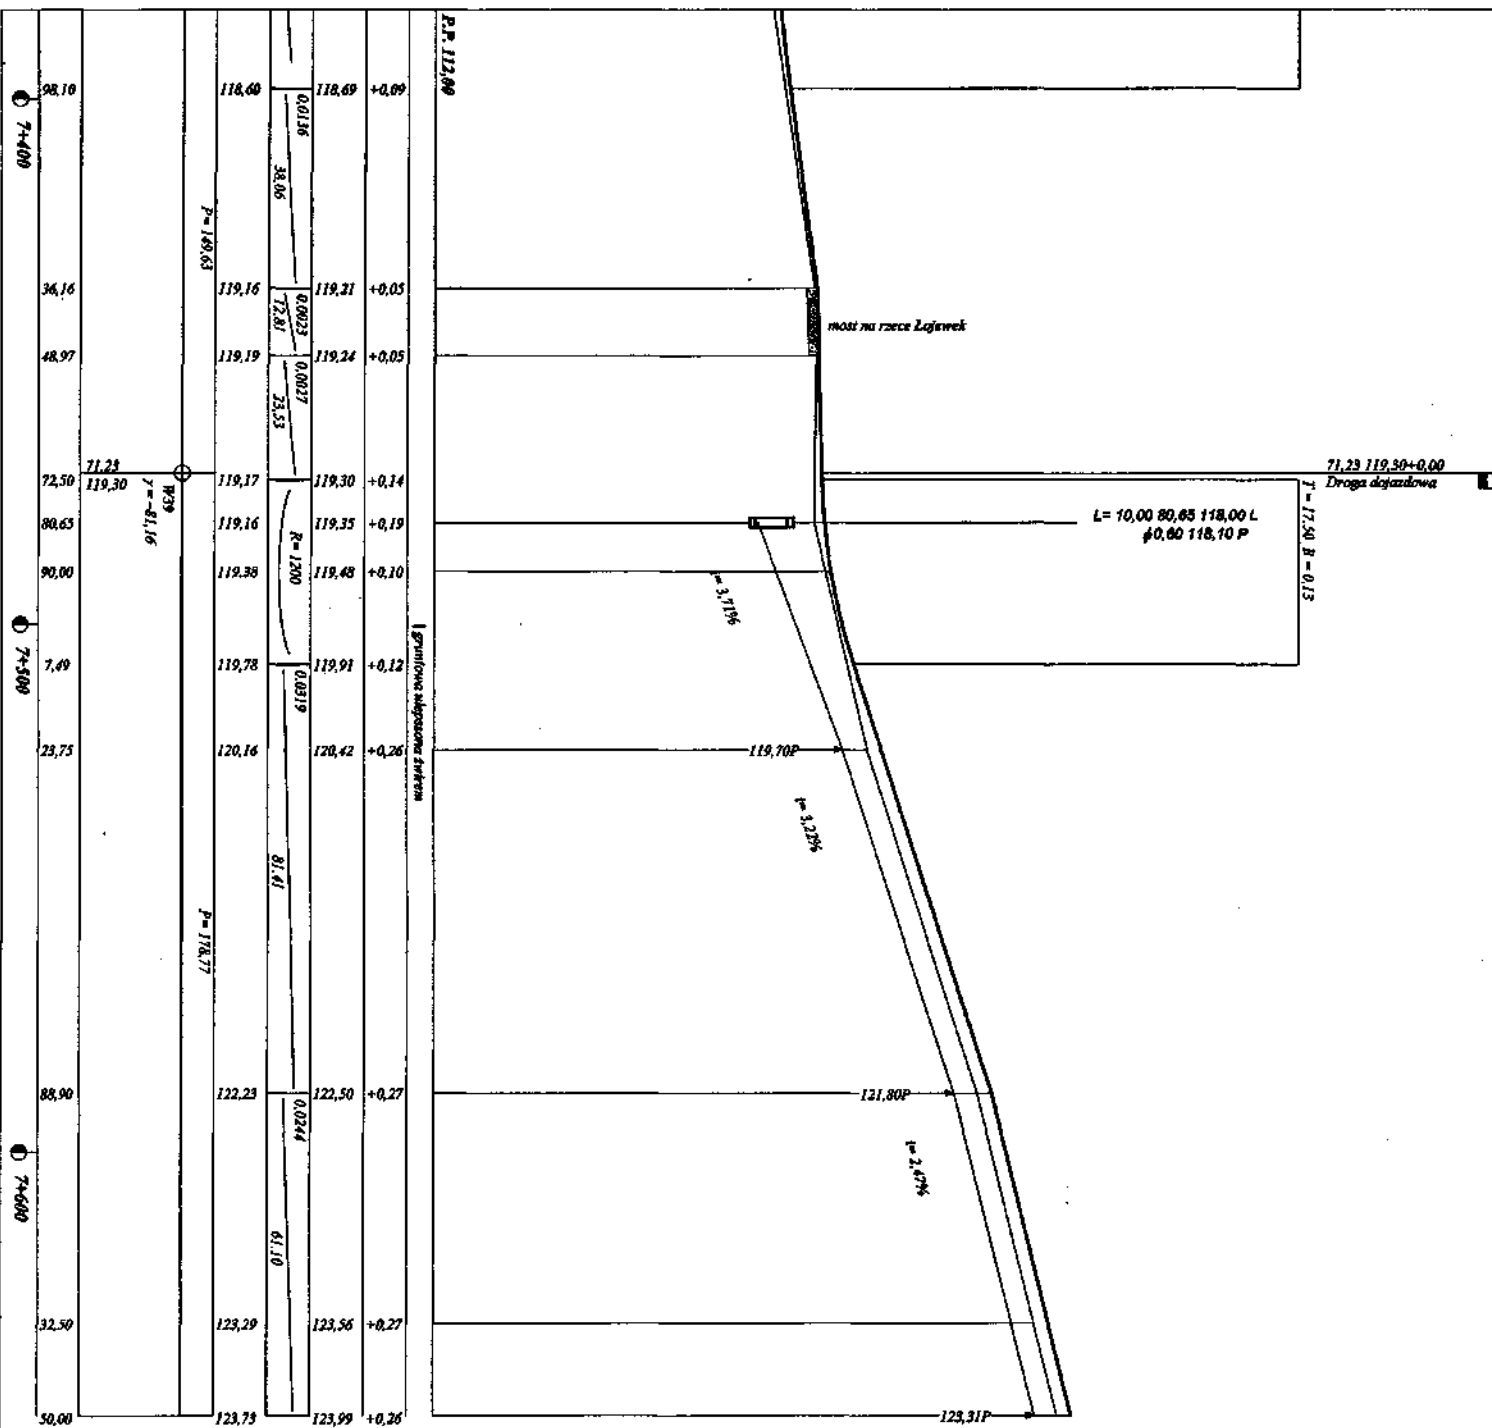 P.P. 112,00
98,10 118,60 118,69 +0,09
7+400
0,0136
38,06
P= 149,63
36,16 119,16 119,21 +0,05
0,0023
12,81
most na rzece Łojewek
48,97 119,19 119,24 +0,05
0,0027
23,53
71,23
119,30
71,23 119,30+0,00
Droga dojazdowa
72,50 119,17 119,30 +0,14
W39
γ = -81,16
T = 17,50 B = 0,13
80,65 119,16 119,35 +0,19
L= 10,00 80,65 118,00 L
ϕ0,60 118,10 P
R= 1200
90,00 119,38 119,48 +0,10
i= 3,71%
7+500
gruntowa ulepszona żwirem
7,49 119,78 119,91 +0,12
0,0319
23,75 120,16 120,42 +0,26 119,70P
i= 3,22%
81,41
P= 178,77
88,90 122,23 122,50 +0,27 121,80P
0,0244
i= 2,47%
7+600
61,10
32,50 123,29 123,56 +0,27
50,00 123,73 123,99 +0,26 123,31P